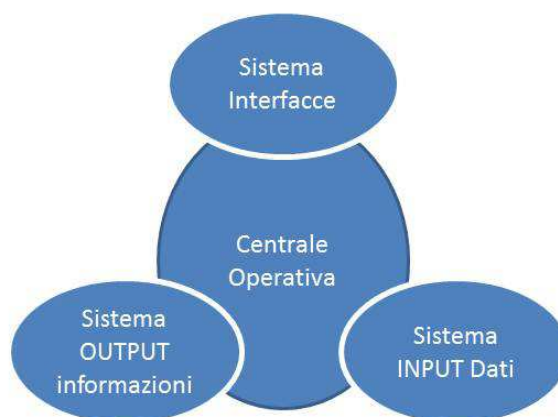 Sistema
Interfacce
Centrale
Operativa
Sistema
OUTPUT
informazioni
Sistema
INPUT Dati